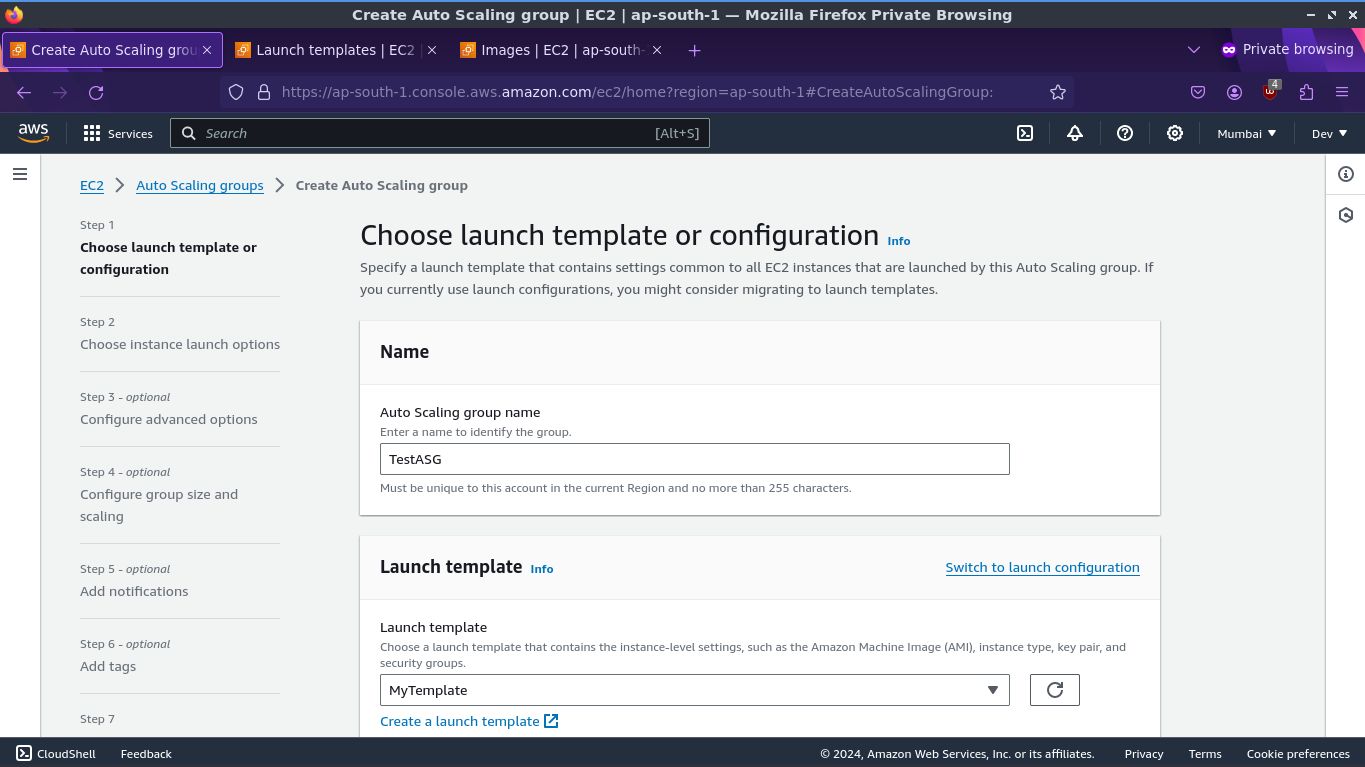 Create Auto Scaling group | EC2 | ap-south-1 — Mozilla Firefox Private Browsing
Create Auto Scaling grou
Launch templates | EC2
Images | EC2 | ap-south-
Private browsing
https://ap-south-1.console.aws.amazon.com/ec2/home?region=ap-south-1#CreateAutoScalingGroup:
4
aws
Services
Search
[Alt+S]
Mumbai
Dev
EC2
Auto Scaling groups
Create Auto Scaling group
Step 1
Choose launch template or
configuration
Step 2
Choose instance launch options
Step 3 - optional
Configure advanced options
Step 4 - optional
Configure group size and
scaling
Step 5 - optional
Add notifications
Step 6 - optional
Add tags
Step 7
Choose launch template or configuration Info
Specify a launch template that contains settings common to all EC2 instances that are launched by this Auto Scaling group. If
you currently use launch configurations, you might consider migrating to launch templates.
Name
Auto Scaling group name
Enter a name to identify the group.
TestASG
Must be unique to this account in the current Region and no more than 255 characters.
Launch template Info
Switch to launch configuration
Launch template
Choose a launch template that contains the instance-level settings, such as the Amazon Machine Image (AMI), instance type, key pair, and
security groups.
MyTemplate
Create a launch template
CloudShell
Feedback
© 2024, Amazon Web Services, Inc. or its affiliates.
Privacy
Terms
Cookie preferences